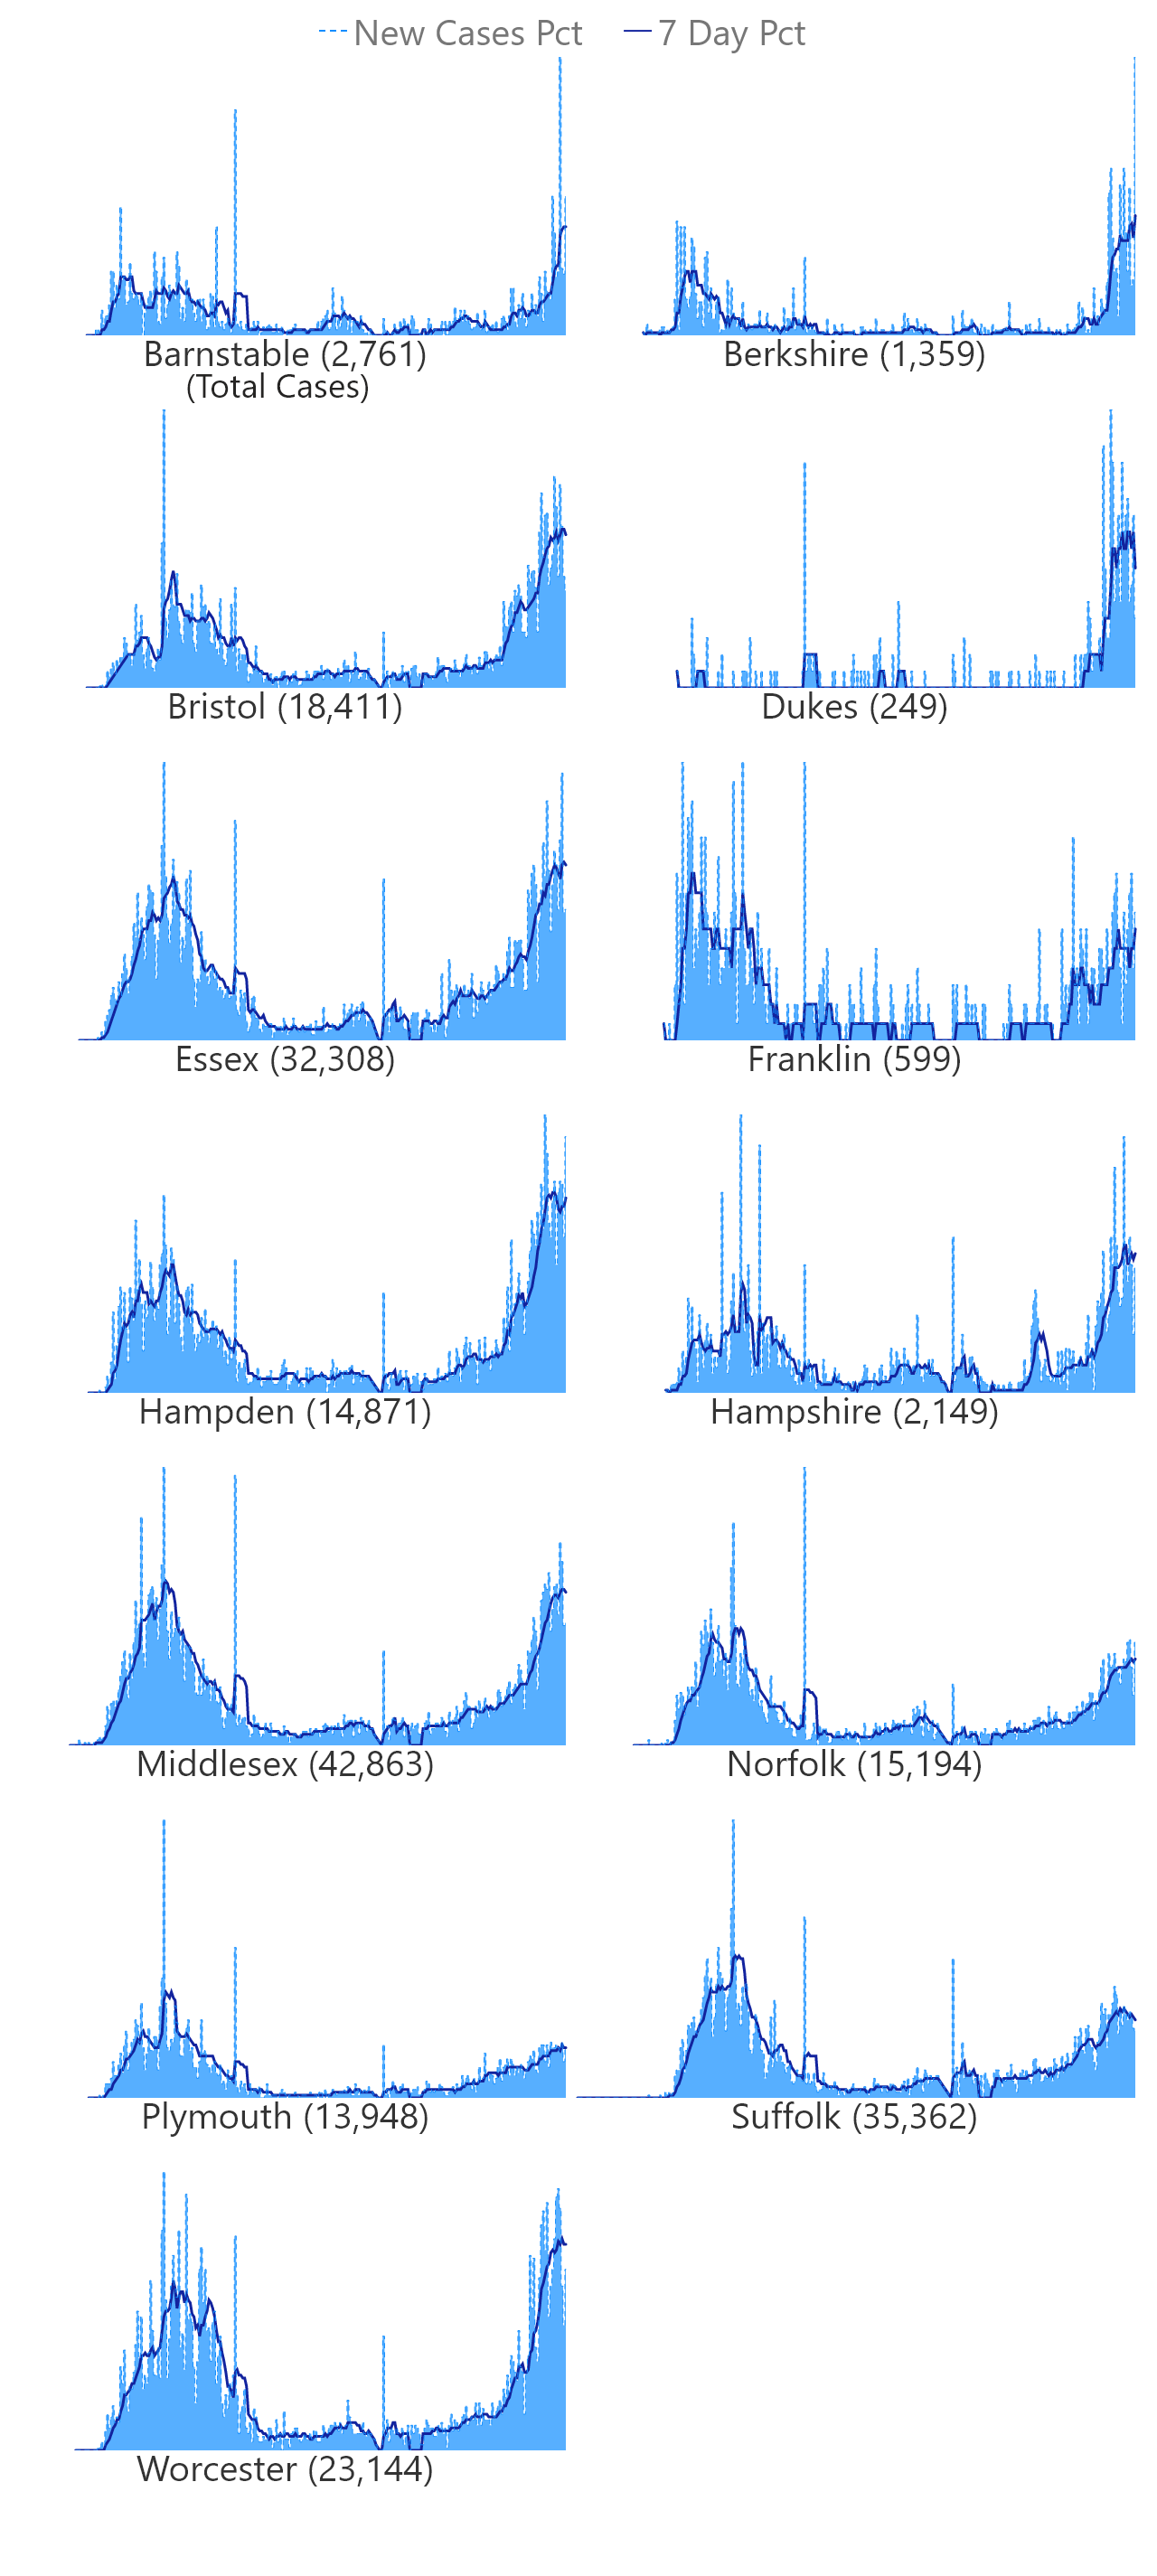 New Cases Pct 7 Day Pct
Barnstable (2,761) Berkshire (1,359)
(Total Cases)
Bristol (18,411) Dukes (249)
Essex (32,308) Franklin (599)
Hampden (14,871) Hampshire (2,149)
Middlesex (42,863) Norfolk (15,194)
Plymouth (13,948) Suffolk (35,362)
Worcester (23,144)